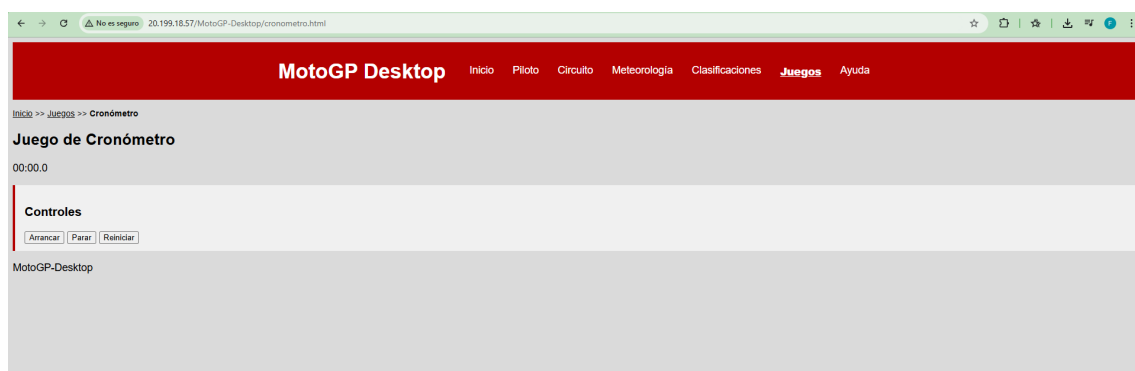 No es seguro 20.199.18.57/MotoGP-Desktop/cronometro.html
MotoGP Desktop Inicio Piloto Circuito Meteorología Clasificaciones Juegos Ayuda
Inicio >> Juegos >> Cronómetro
Juego de Cronómetro
00:00.0
Controles
Arrancar Parar Reiniciar
MotoGP-Desktop